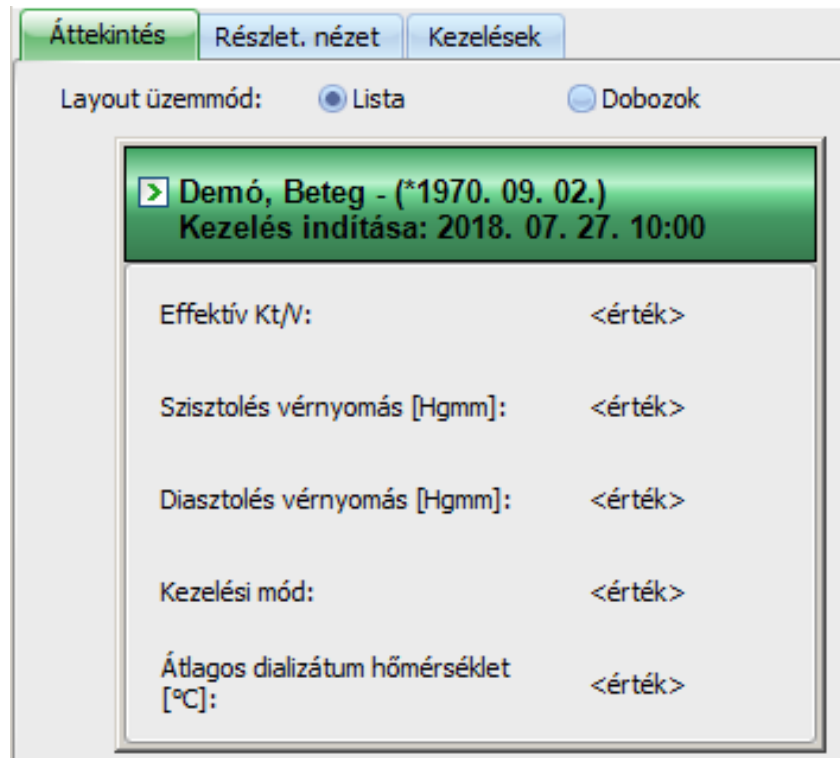 Áttekintés Részlet. nézet Kezelések
Layout üzemmód: Lista Dobozok
Demó, Beteg - (*1970. 09. 02.)
Kezelés indítása: 2018. 07. 27. 10:00
Effektív Kt/V: <érték>
Szisztolés vérnyomás [Hgmm]: <érték>
Diasztolés vérnyomás [Hgmm]: <érték>
Kezelési mód: <érték>
Átlagos dializátum hőmérséklet
[°C]: <érték>